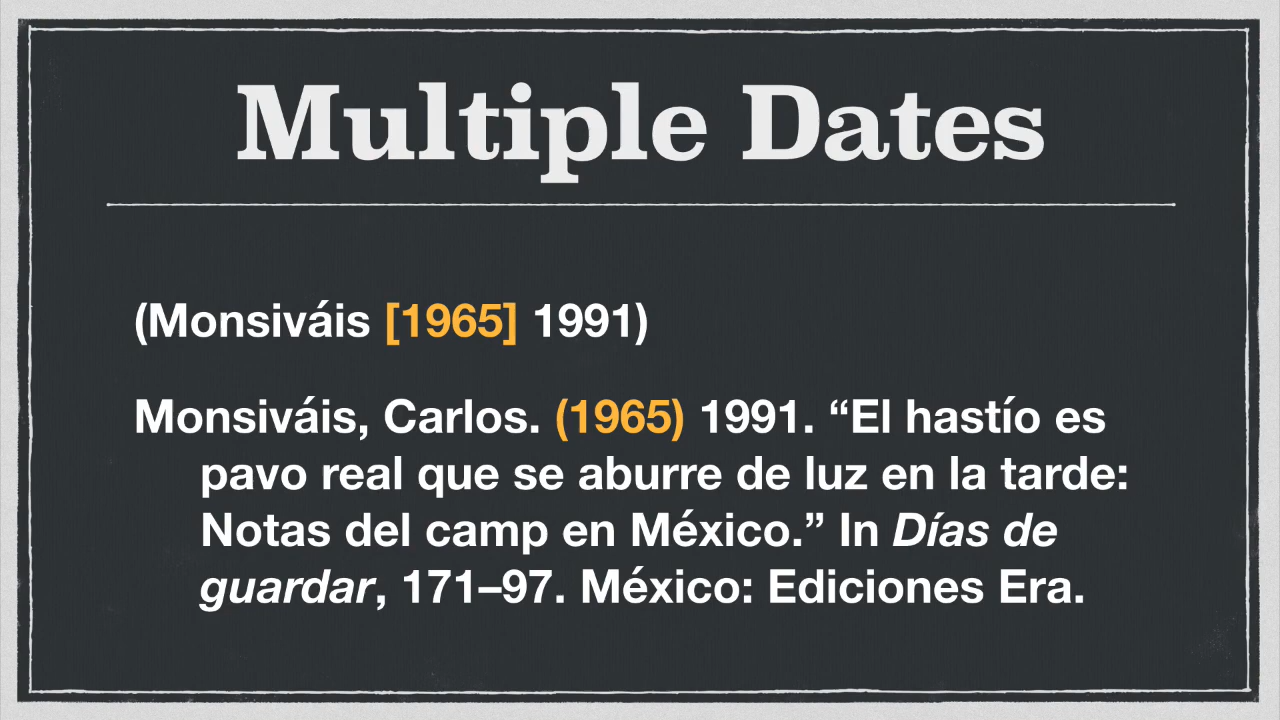 Multiple Dates
(Monsiváis [1965] 1991)
Monsiváis, Carlos. (1965) 1991. “El hastío es
pavo real que se aburre de luz en la tarde:
Notas del camp en México.” In Días de
guardar, 171–97. México: Ediciones Era.